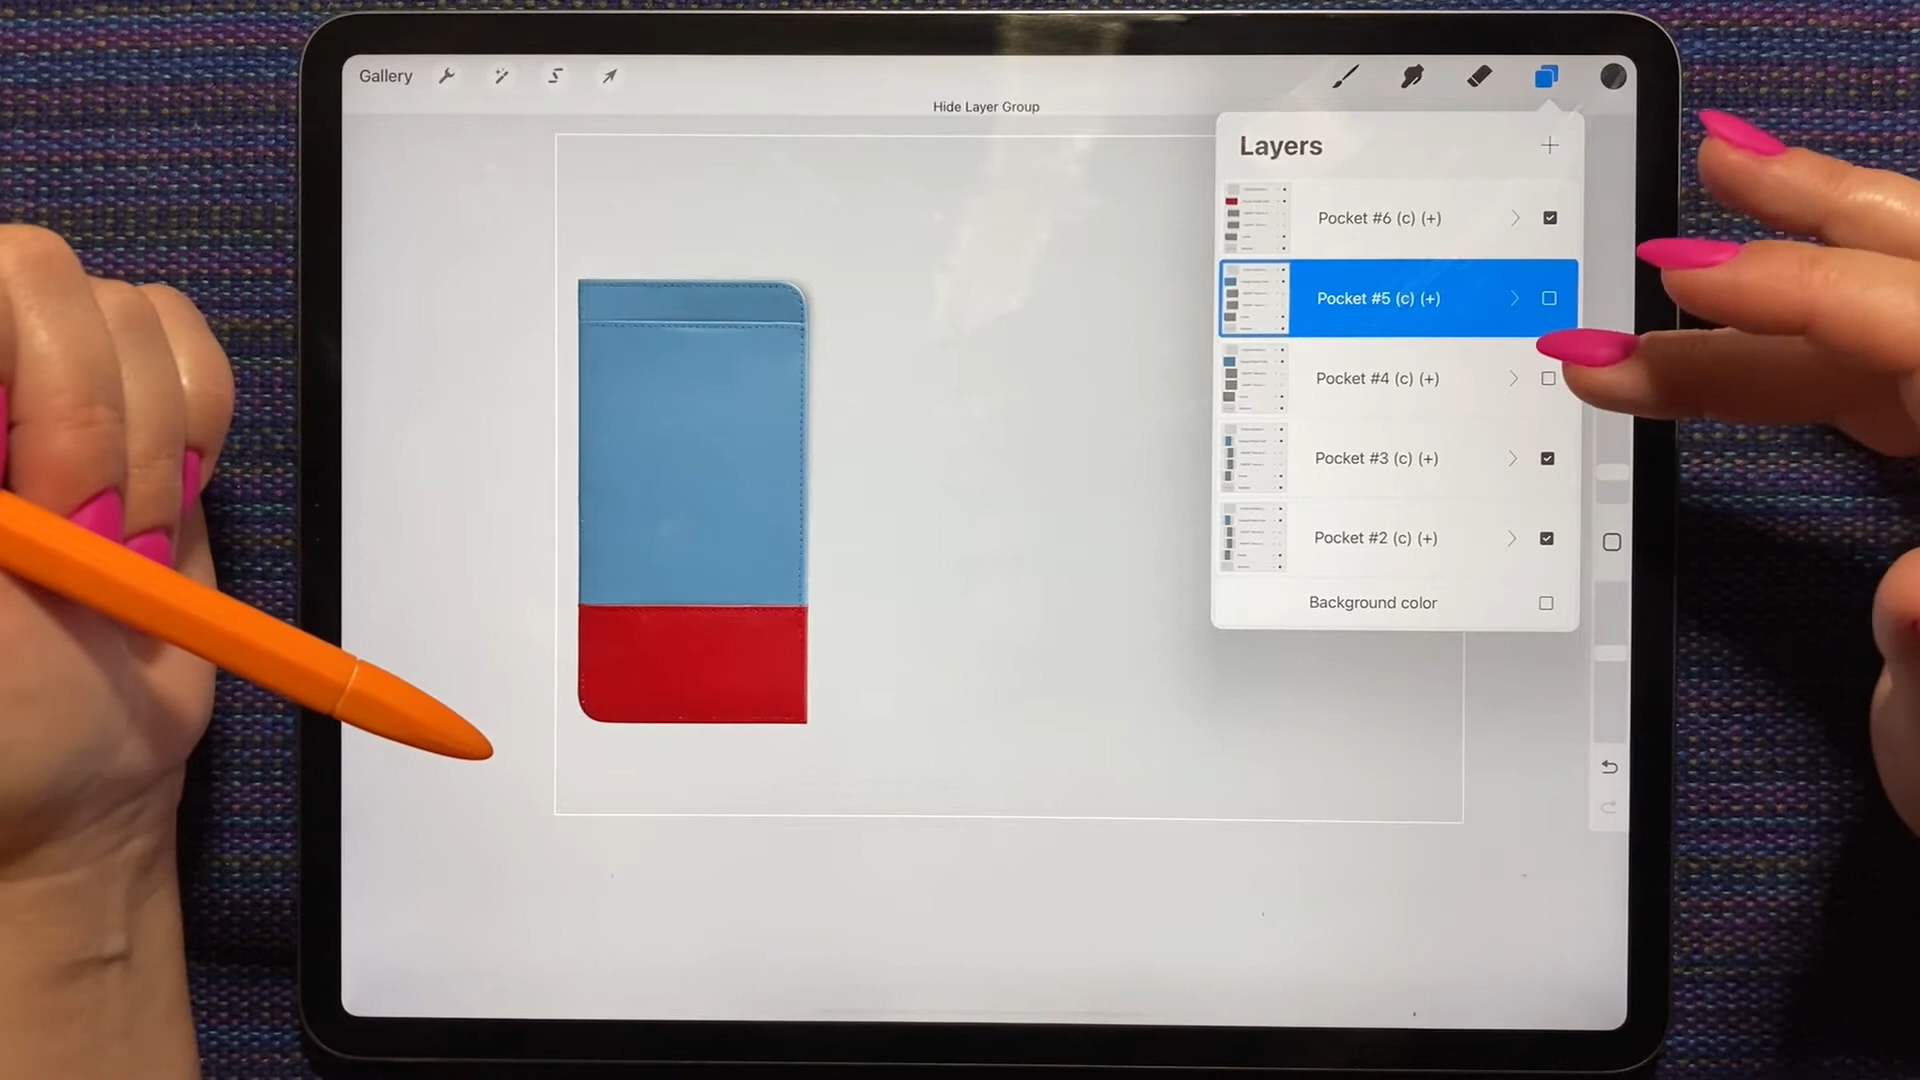 Gallery
Hide Layer Group
Layers
Pocket #6 (c) (+)
Pocket #5 (c) (+)
Pocket #4 (c) (+)
Pocket #3 (c) (+)
Pocket #2 (c) (+)
Background color